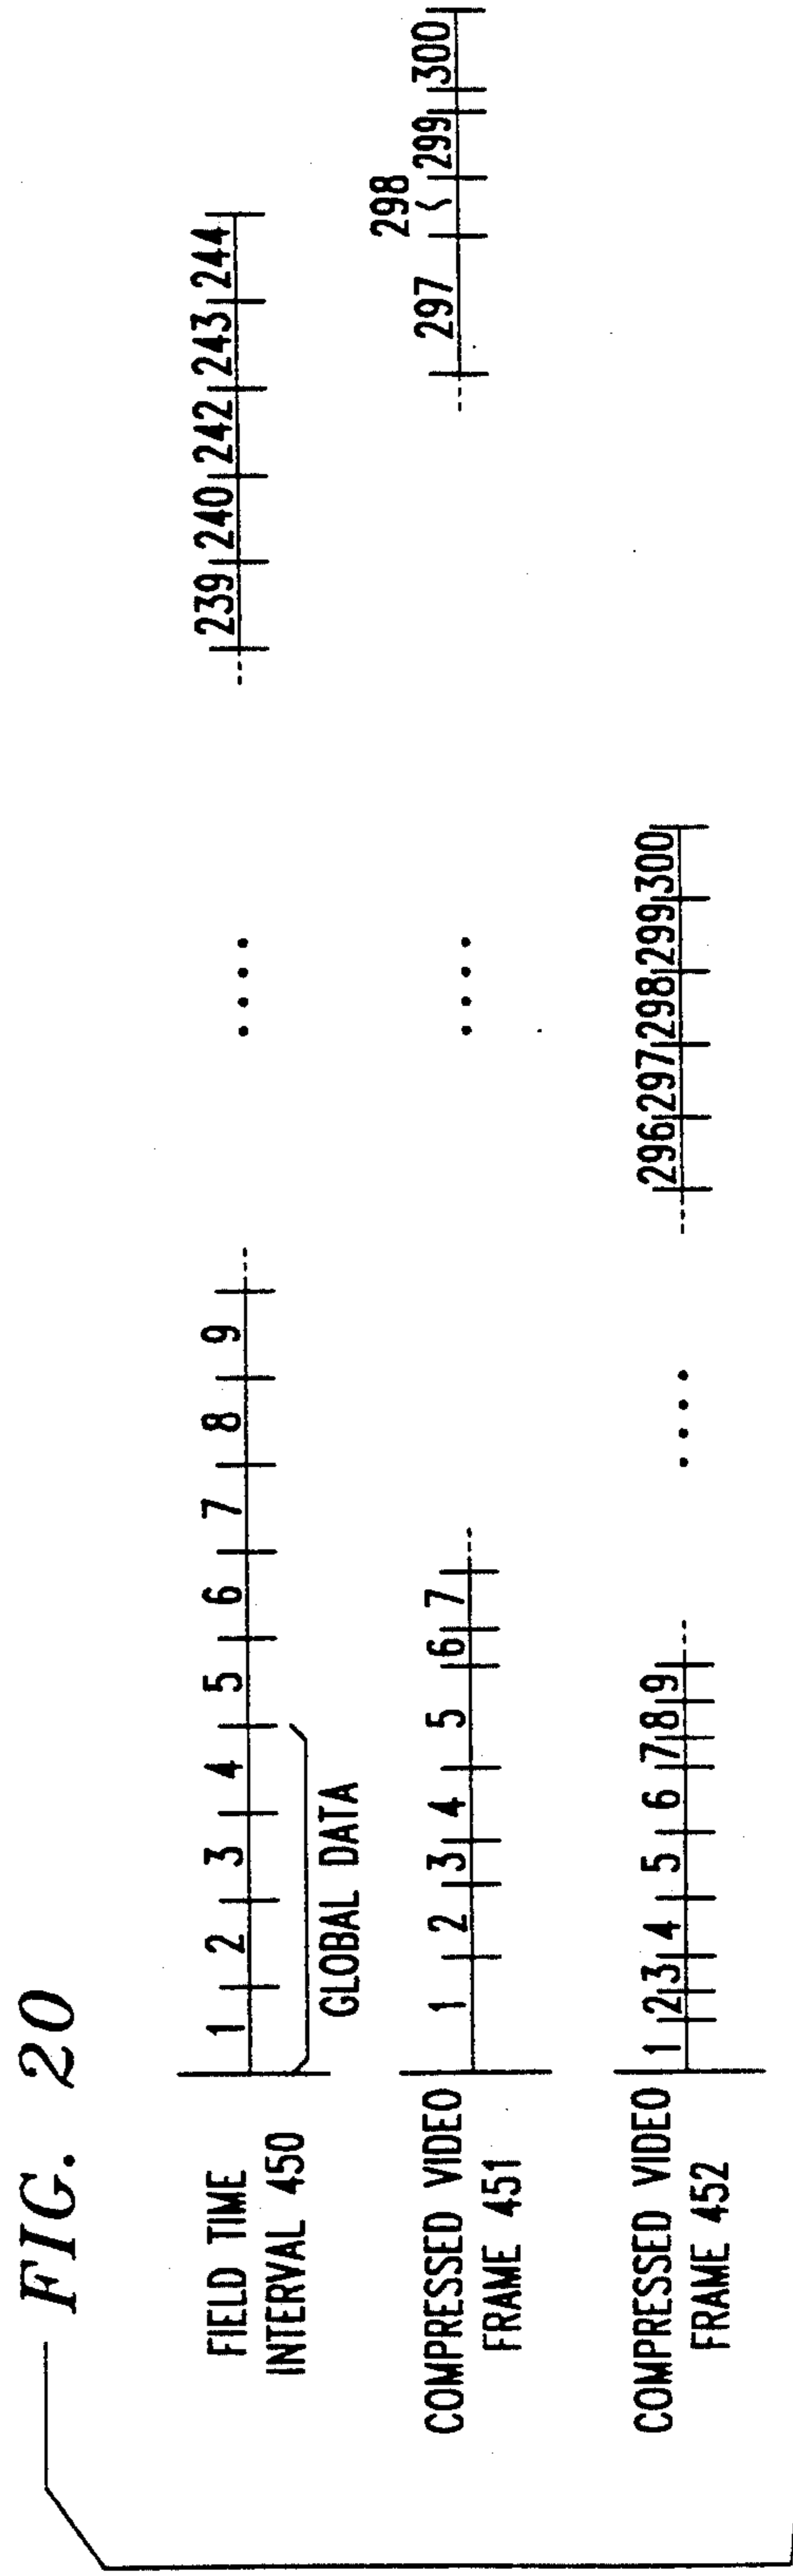 FIG. 20
FIELD TIME
INTERVAL 450
1 2 3 4 5 6 7 8 9 239 240 242 243 244
GLOBAL DATA
COMPRESSED VIDEO
FRAME 451
1 2 3 4 5 6 7 297 298 299 300
COMPRESSED VIDEO
FRAME 452
1 2 3 4 5 6 7 8 9 296 297 298 299 300